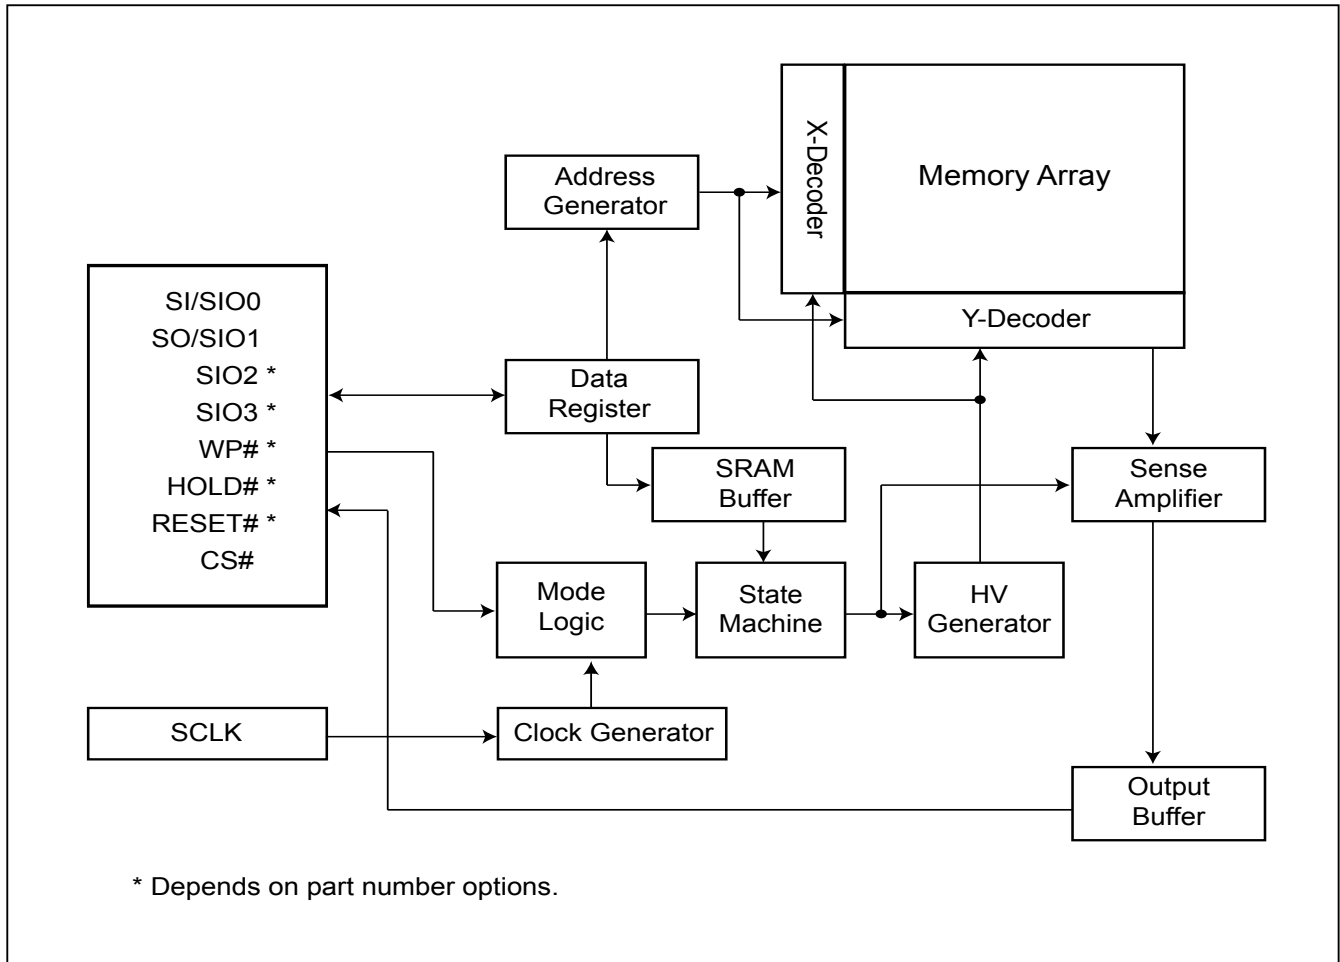 X-Decoder
Memory Array
Address
Generator
SI/SIO0
SO/SIO1
SIO2 *
SIO3 *
WP# *
HOLD# *
RESET# *
CS#
Y-Decoder
Data
Register
SRAM
Buffer
Sense
Amplifier
Mode
Logic
State
Machine
HV
Generator
SCLK
Clock Generator
Output
Buffer
* Depends on part number options.